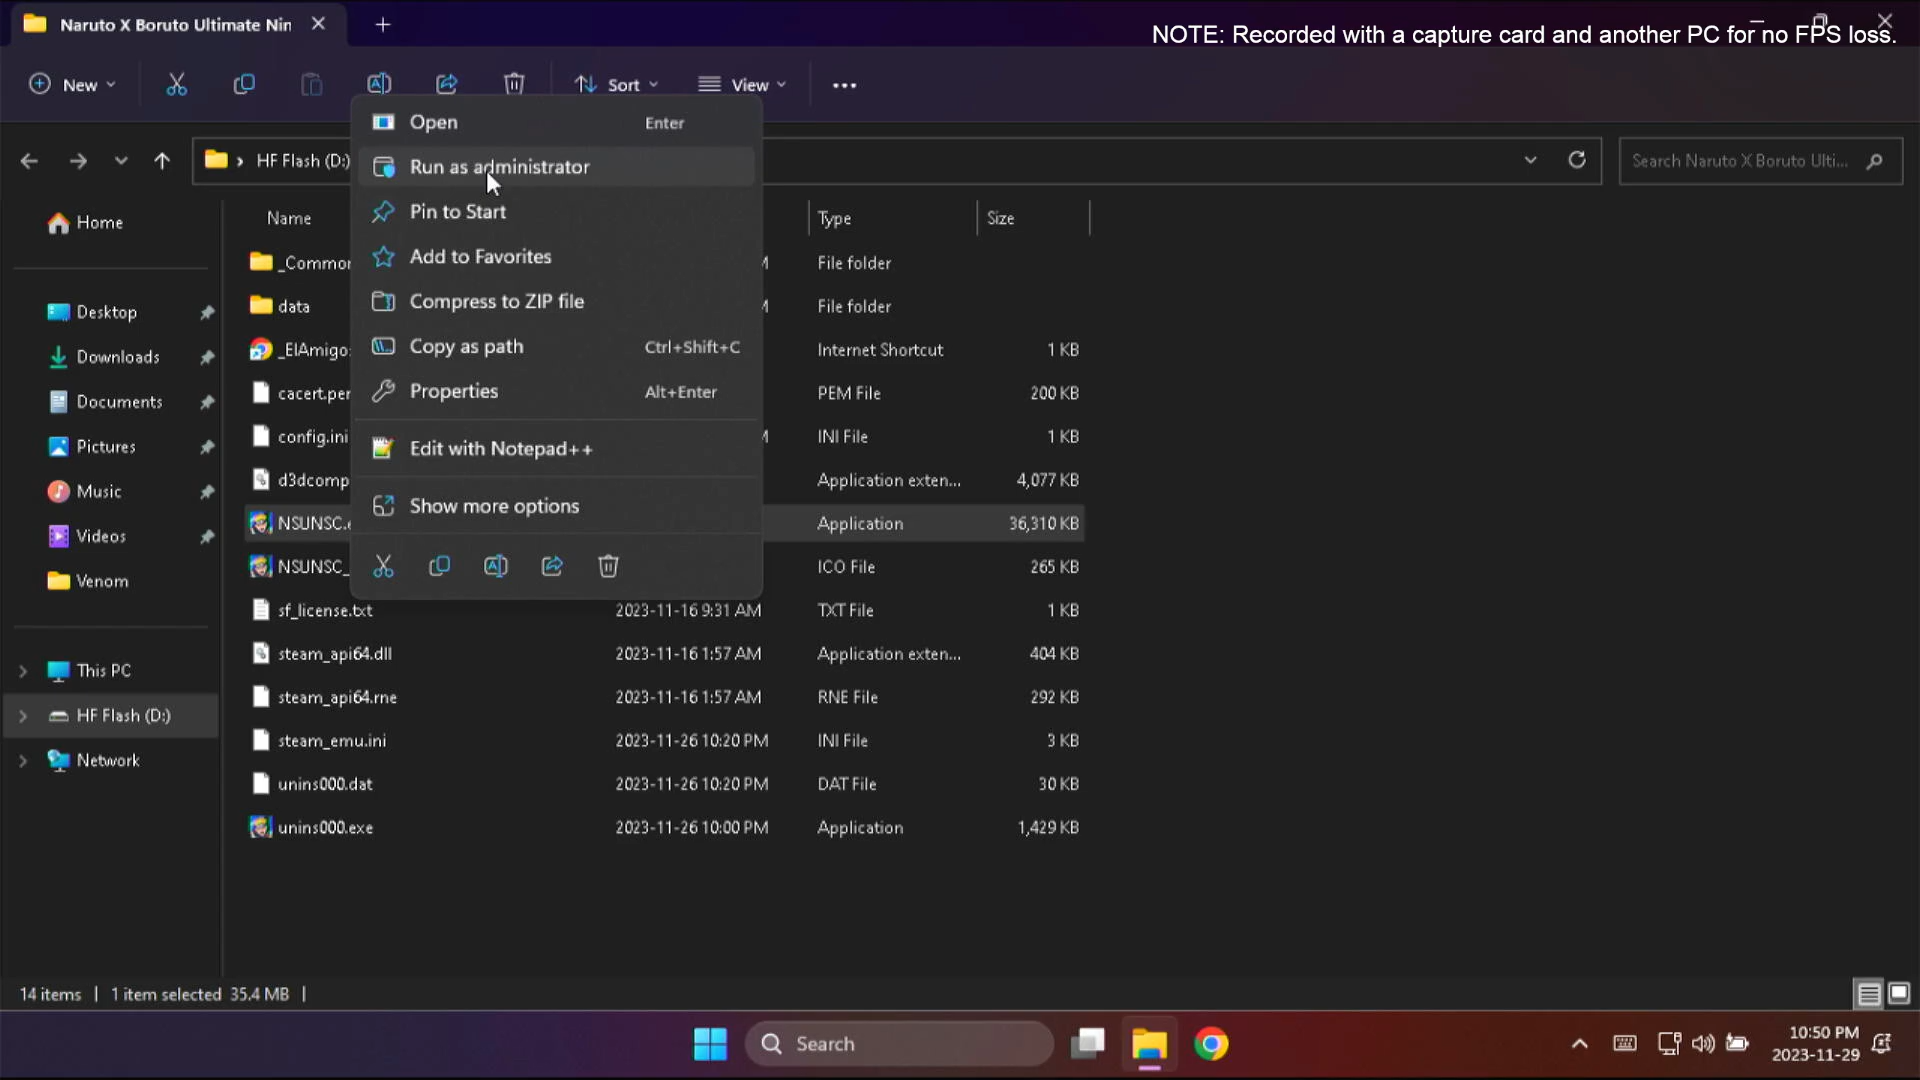 Naruto X Boruto Ultimate Nin
NOTE: Recorded with a capture card and another PC for no FPS loss.
New
Sort
View
HF Flash (D:)
Search Naruto X Boruto Ulti...
Open Enter
Run as administrator
Pin to Start
Add to Favorites
Compress to ZIP file
Copy as path Ctrl+Shift+C
Properties Alt+Enter
Edit with Notepad++
Show more options
Home
Desktop
Downloads
Documents
Pictures
Music
Videos
Venom
This PC
HF Flash (D:)
Network
Name Type Size
_Common File folder
data File folder
_ElAmigos Internet Shortcut 1 KB
cacert.pem PEM File 200 KB
config.ini INI File 1 KB
d3dcomp Application exten... 4,077 KB
NSUNSC.e Application 36,310 KB
NSUNSC_ ICO File 265 KB
sf_license.txt 2023-11-16 9:31 AM TXT File 1 KB
steam_api64.dll 2023-11-16 1:57 AM Application exten... 404 KB
steam_api64.rne 2023-11-16 1:57 AM RNE File 292 KB
steam_emu.ini 2023-11-26 10:20 PM INI File 3 KB
unins000.dat 2023-11-26 10:20 PM DAT File 30 KB
unins000.exe 2023-11-26 10:00 PM Application 1,429 KB
14 items | 1 item selected 35.4 MB |
Search
10:50 PM
2023-11-29